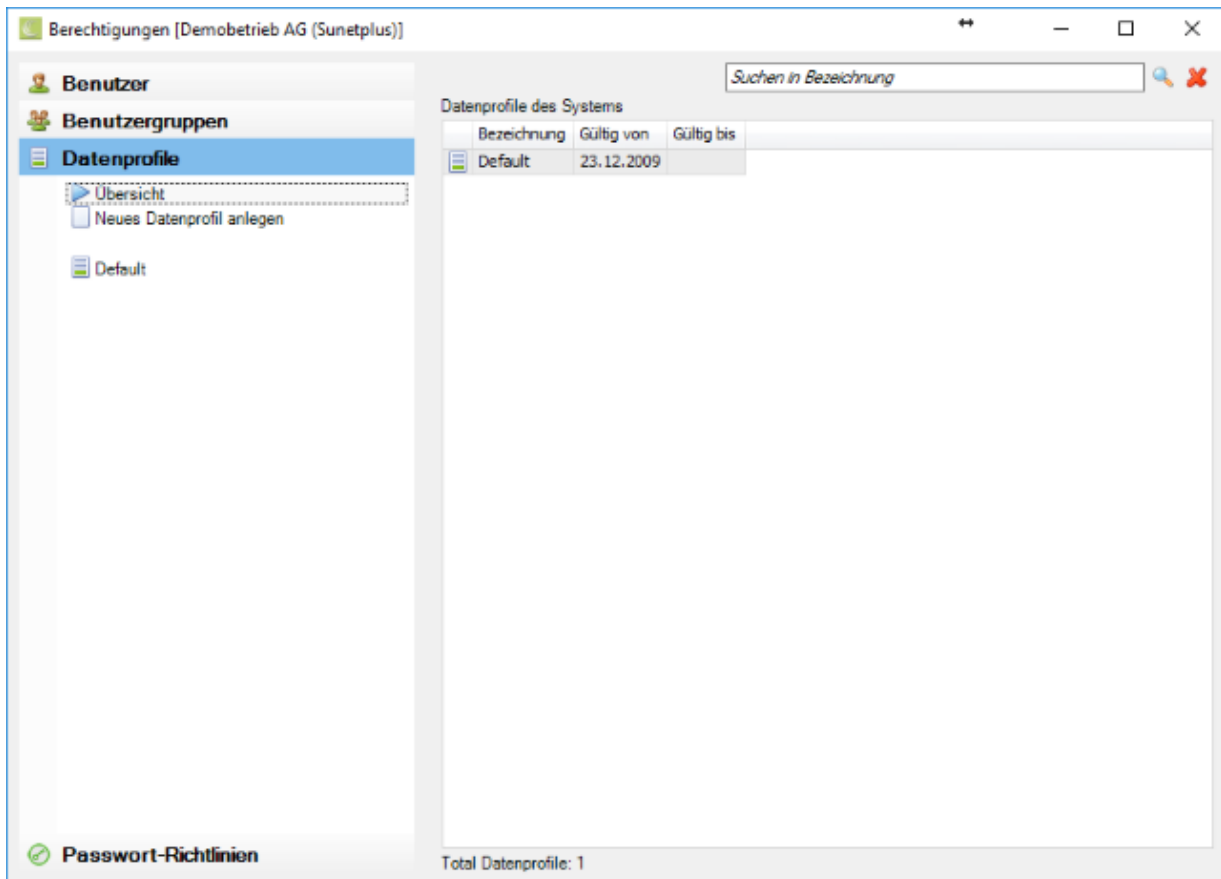 Berechtigungen [Demobetrieb AG (Sunetplus)]
Benutzer
Benutzergruppen
Datenprofile
Übersicht
Neues Datenprofil anlegen
Default
Passwort-Richtlinien
Suchen in Bezeichnung
Datenprofile des Systems
Bezeichnung Gültig von Gültig bis
Default 23.12.2009
Total Datenprofile: 1